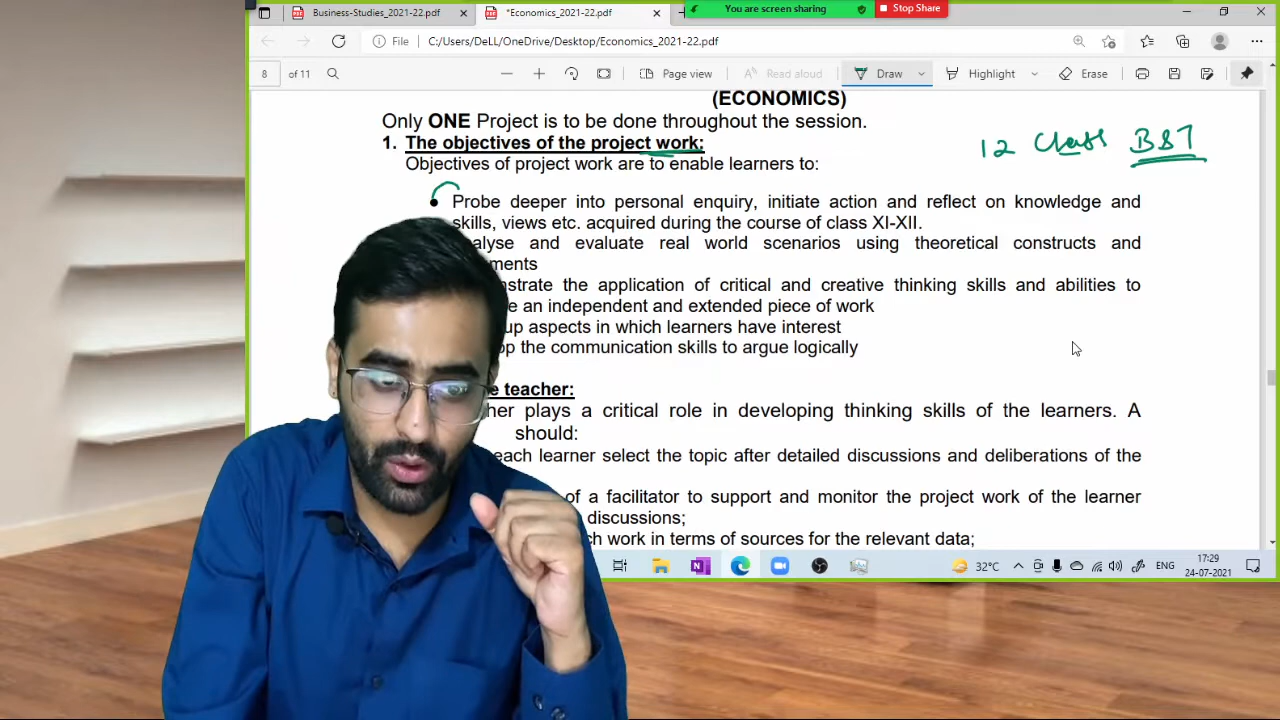 Business-Studies_2021-22.pdf
*Economics_2021-22.pdf
You are screen sharing
Stop Share
File
C:/Users/DeLL/OneDrive/Desktop/Economics_2021-22.pdf
8 of 11
Page view
Read aloud
Draw
Highlight
Erase
(ECONOMICS)
Only ONE Project is to be done throughout the session.
1. The objectives of the project work:
12 Class BST
Objectives of project work are to enable learners to:
• Probe deeper into personal enquiry, initiate action and reflect on knowledge and
skills, views etc. acquired during the course of class XI-XII.
alyse and evaluate real world scenarios using theoretical constructs and
ments
strate the application of critical and creative thinking skills and abilities to
e an independent and extended piece of work
up aspects in which learners have interest
op the communication skills to argue logically
e teacher:
her plays a critical role in developing thinking skills of the learners. A
should:
each learner select the topic after detailed discussions and deliberations of the
of a facilitator to support and monitor the project work of the learner
discussions;
ch work in terms of sources for the relevant data;
32°C
ENG
17:29
24-07-2021